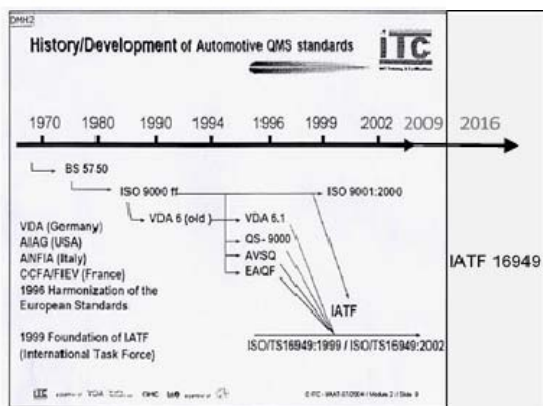 DMH2
History/Development of Automotive QMS standards
iTC
1970 1980 1990 1994 1996 1999 2002 2009 2016
BS 5750
ISO 9000 ff
ISO 9001:2000
VDA 6 (old)
VDA 6.1
VDA (Germany)
AIAG (USA)
ANFIA (Italy)
CCFA/FIEV (France)
1996 Harmonization of the
European Standards
QS-9000
AVSQ
EAQF
IATF 16949
IATF
1999 Foundation of IATF
(International Task Force)
ISO/TS16949:1999 / ISO/TS16949:2002
iTC
VDA
QMC